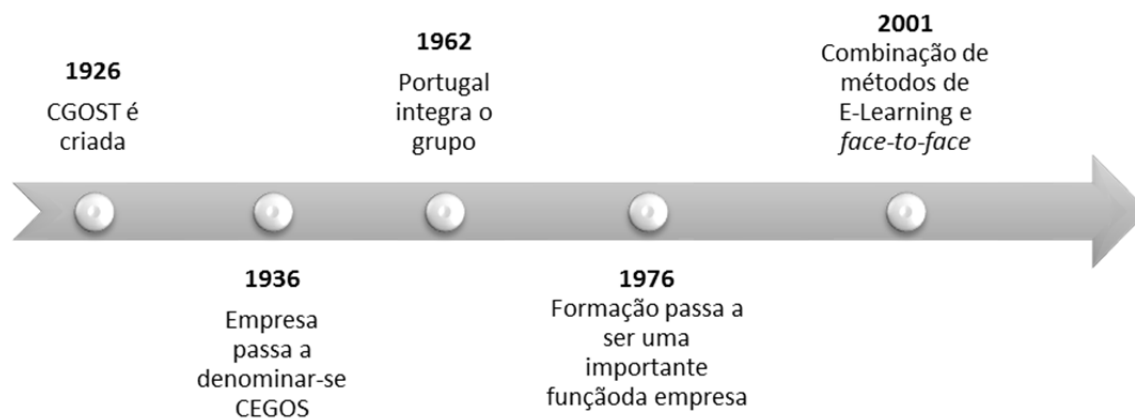 1926
CGOST é
criada
1936
Empresa
passa a
denominar-se
CEGOS
1962
Portugal
integra o
grupo
1976
Formação passa a
ser uma
importante
funçãoda empresa
2001
Combinação de
métodos de
E-Learning e
face-to-face